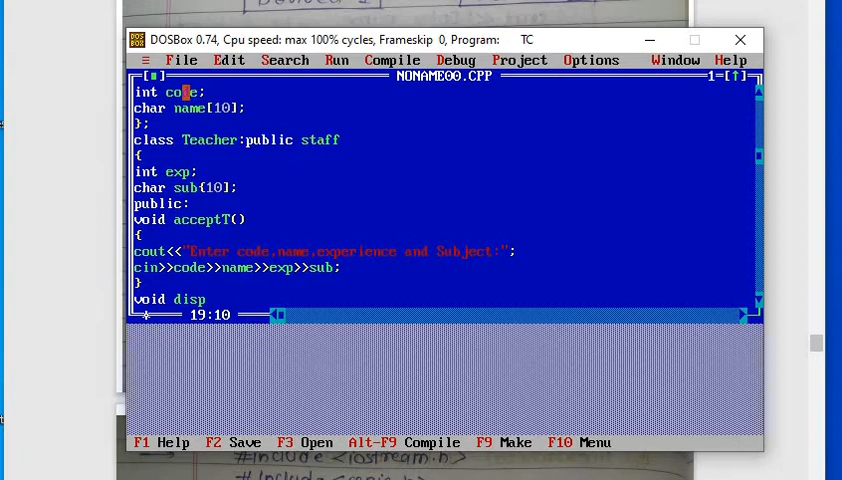 DOSBox 0.74, Cpu speed: max 100% cycles, Frameskip 0, Program: TC
≡ File Edit Search Run Compile Debug Project Options Window Help
NONAME00.CPP 1=[↑]
int code;
char name[10];
};
class Teacher:public staff
{
int exp;
char sub{10];
public:
void acceptT()
{
cout<<"Enter code,name,experience and Subject:";
cin>>code>>name>>exp>>sub;
}
void disp
19:10
F1 Help F2 Save F3 Open Alt-F9 Compile F9 Make F10 Menu
#Include <iostream.h>